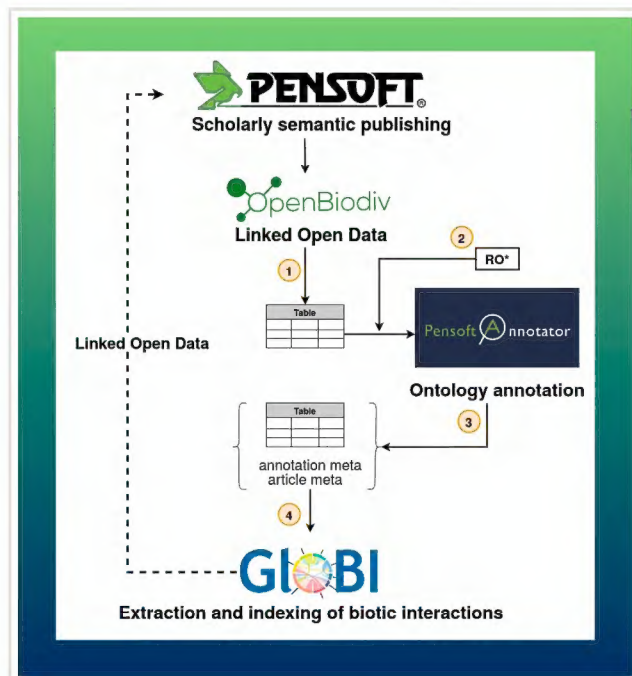 PENSOFT®
Scholarly semantic publishing
OpenBiodiv
Linked Open Data
2
RO*
1
Table
Pensoft Annotator
Linked Open Data
Ontology annotation
3
Table
annotation meta
article meta
4
GloBI
Extraction and indexing of biotic interactions